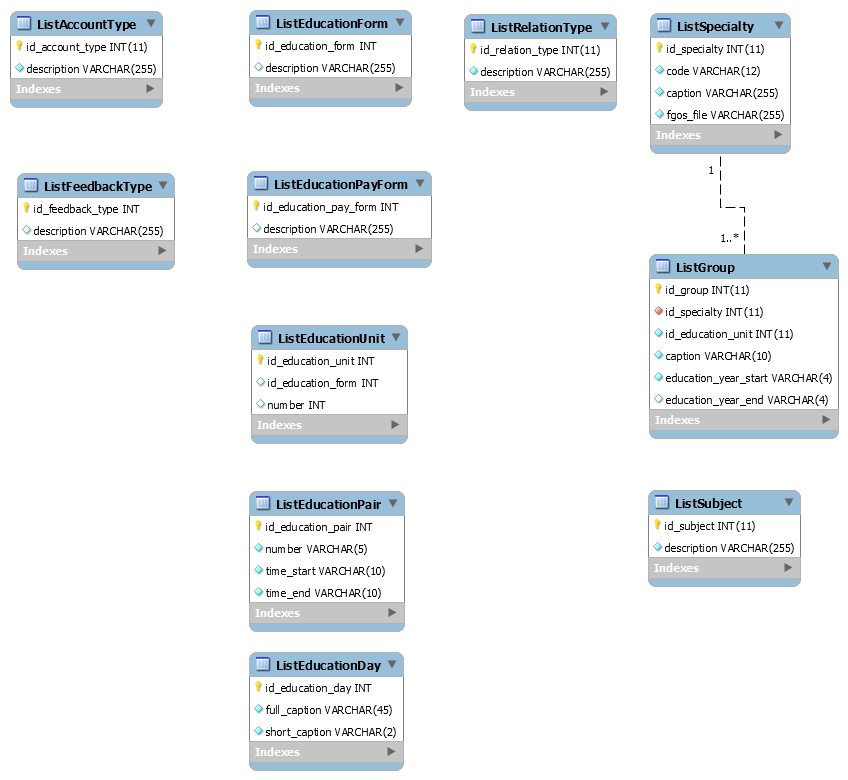 ListAccountType
id_account_type INT(11)
description VARCHAR(255)
Indexes
ListEducationForm
id_education_form INT
description VARCHAR(255)
Indexes
ListRelationType
id_relation_type INT(11)
description VARCHAR(255)
Indexes
ListSpecialty
id_specialty INT(11)
code VARCHAR(12)
caption VARCHAR(255)
fgos_file VARCHAR(255)
Indexes
1
1..*
ListFeedbackType
id_feedback_type INT
description VARCHAR(255)
Indexes
ListEducationPayForm
id_education_pay_form INT
description VARCHAR(255)
Indexes
ListGroup
id_group INT(11)
id_specialty INT(11)
id_education_unit INT(11)
caption VARCHAR(10)
education_year_start VARCHAR(4)
education_year_end VARCHAR(4)
Indexes
ListEducationUnit
id_education_unit INT
id_education_form INT
number INT
Indexes
ListEducationPair
id_education_pair INT
number VARCHAR(5)
time_start VARCHAR(10)
time_end VARCHAR(10)
Indexes
ListSubject
id_subject INT(11)
description VARCHAR(255)
Indexes
ListEducationDay
id_education_day INT
full_caption VARCHAR(45)
short_caption VARCHAR(2)
Indexes